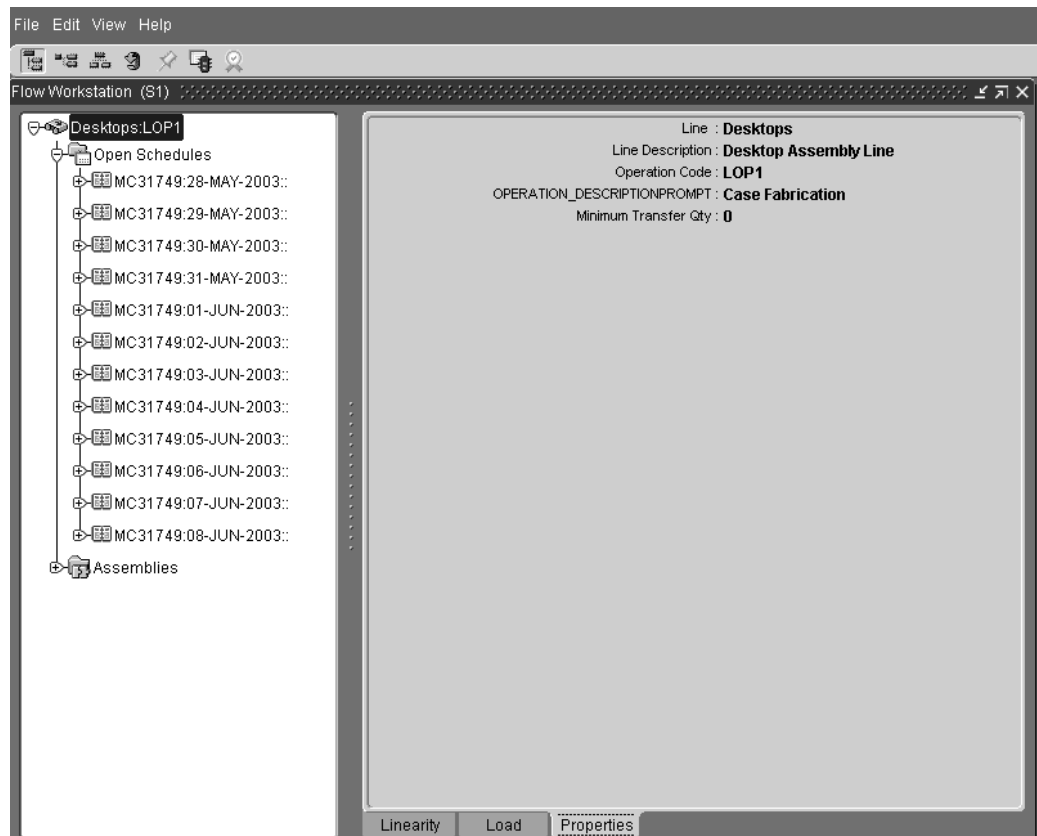 File Edit View Help
Flow Workstation (S1)
Desktops:LOP1
Open Schedules
MC31749:28-MAY-2003::
MC31749:29-MAY-2003::
MC31749:30-MAY-2003::
MC31749:31-MAY-2003::
MC31749:01-JUN-2003::
MC31749:02-JUN-2003::
MC31749:03-JUN-2003::
MC31749:04-JUN-2003::
MC31749:05-JUN-2003::
MC31749:06-JUN-2003::
MC31749:07-JUN-2003::
MC31749:08-JUN-2003::
Assemblies
Line : Desktops
Line Description : Desktop Assembly Line
Operation Code : LOP1
OPERATION_DESCRIPTIONPROMPT : Case Fabrication
Minimum Transfer Qty : 0
Linearity Load Properties